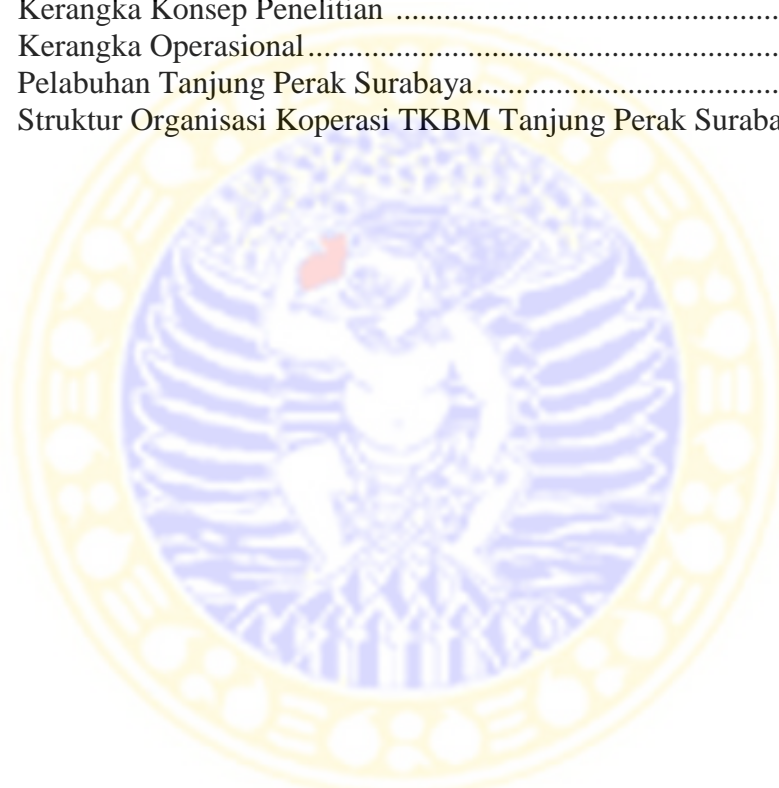 Kerangka Konsep Penelitian ................................................
Kerangka Operasional............................................................
Pelabuhan Tanjung Perak Surabaya......................................
Struktur Organisasi Koperasi TKBM Tanjung Perak